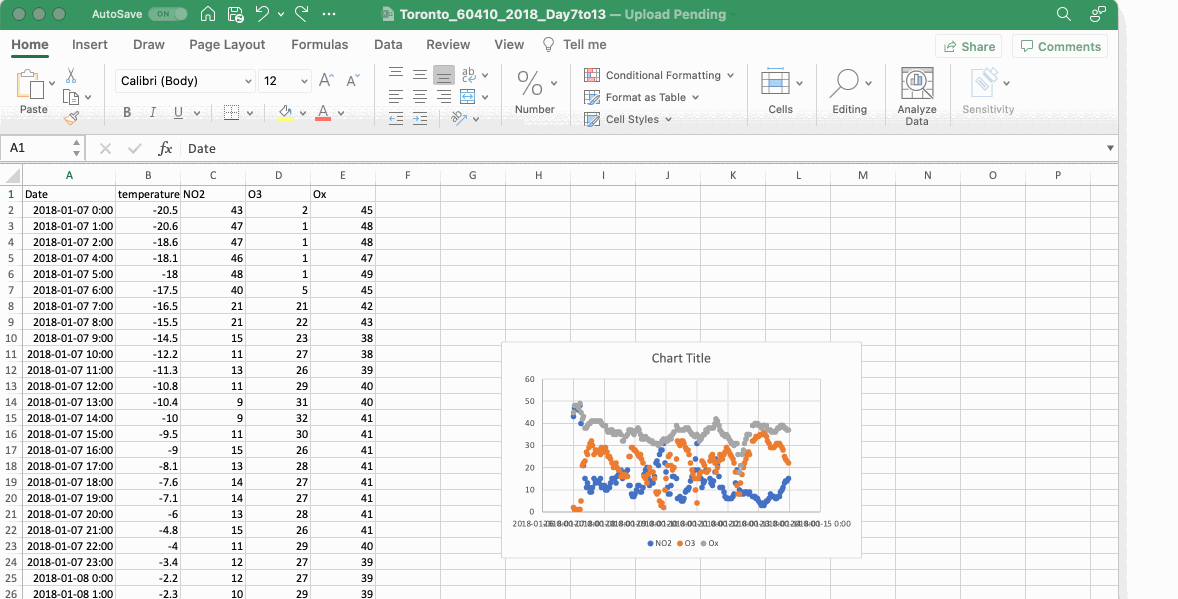 AutoSave ON Toronto_60410_2018_Day7to13 — Upload Pending
Home Insert Draw Page Layout Formulas Data Review View Tell me Share Comments
Paste Calibri (Body) 12 A^ A˅ ab Number Conditional Formatting Cells Editing Analyze Data Sensitivity
B I U A % Format as Table
Cell Styles
A1 fx Date
A B C D E F G H I J K L M N O P
1 Date temperature NO2 O3 Ox
2 2018-01-07 0:00 -20.5 43 2 45
3 2018-01-07 1:00 -20.6 47 1 48
4 2018-01-07 2:00 -18.6 47 1 48
5 2018-01-07 4:00 -18.1 46 1 47
6 2018-01-07 5:00 -18 48 1 49
7 2018-01-07 6:00 -17.5 40 5 45
8 2018-01-07 7:00 -16.5 21 21 42
9 2018-01-07 8:00 -15.5 21 22 43
10 2018-01-07 9:00 -14.5 15 23 38
11 2018-01-07 10:00 -12.2 11 27 38
12 2018-01-07 11:00 -11.3 13 26 39
13 2018-01-07 12:00 -10.8 11 29 40
14 2018-01-07 13:00 -10.4 9 31 40
15 2018-01-07 14:00 -10 9 32 41
16 2018-01-07 15:00 -9.5 11 30 41
17 2018-01-07 16:00 -9 15 26 41
18 2018-01-07 17:00 -8.1 13 28 41
19 2018-01-07 18:00 -7.6 14 27 41
20 2018-01-07 19:00 -7.1 14 27 41
21 2018-01-07 20:00 -6 13 28 41
22 2018-01-07 21:00 -4.8 15 26 41
23 2018-01-07 22:00 -4 11 29 40
24 2018-01-07 23:00 -3.4 12 27 39
25 2018-01-08 0:00 -2.2 12 27 39
26 2018-01-08 1:00 -2.3 10 29 39
Chart Title
60
50
40
30
20
10
0
NO2 O3 Ox